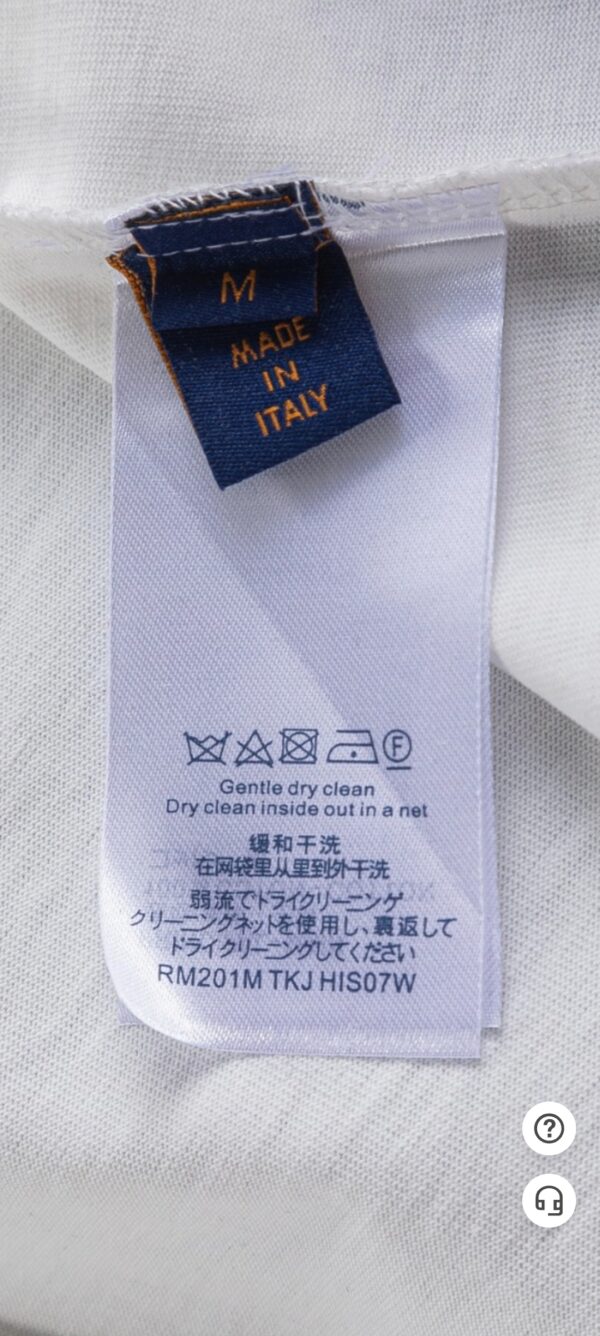 M
MADE
IN
ITALY
F
Gentle dry clean
Dry clean inside out in a net
缓和干洗
在网袋里从里到外干洗
弱流でドライクリーニング
クリーニングネットを使用し、裏返して
ドライクリーニングしてください
RM201M TKJ HIS07W